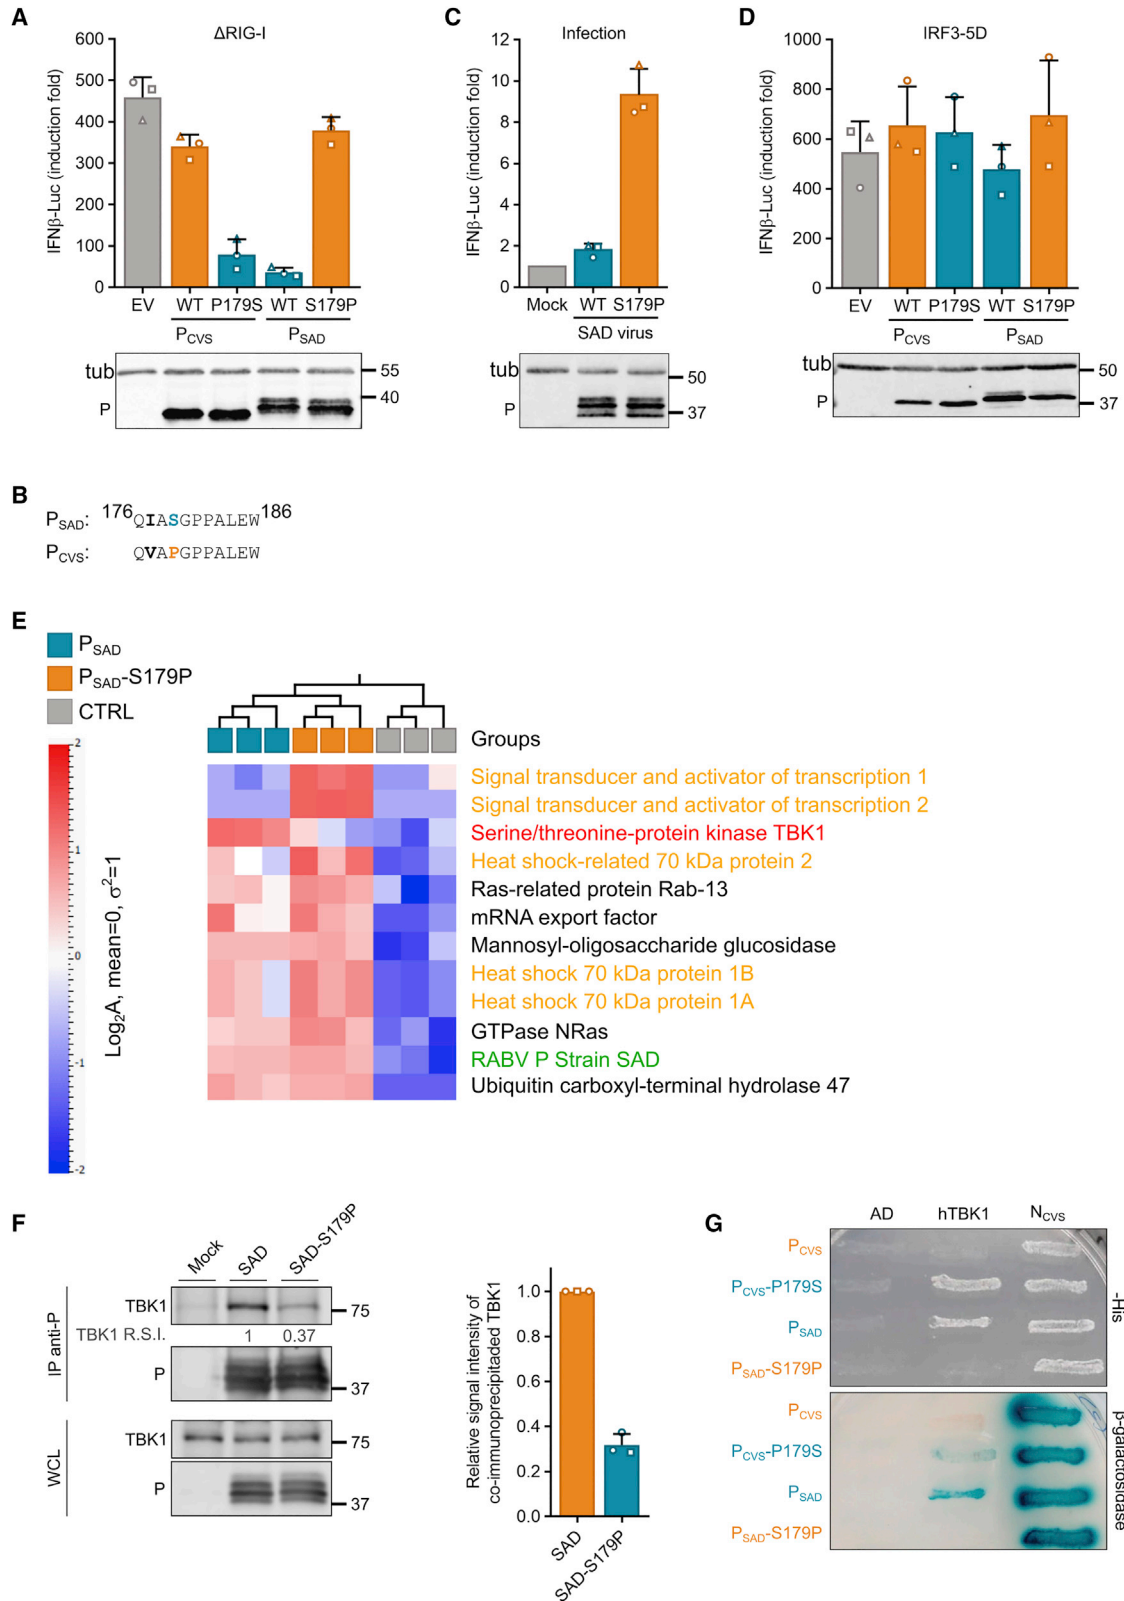 A
ΔRIG-I
IFNβ-Luc (induction fold)
600
500
400
300
200
100
0
EV
WT
P179S
WT
S179P
PCVS
PSAD
tub
P
55
40
C
Infection
IFNβ-Luc (induction fold)
12
10
8
6
4
2
0
Mock
WT
S179P
SAD virus
tub
P
50
37
D
IRF3-5D
IFNβ-Luc (induction fold)
1000
800
600
400
200
0
EV
WT
P179S
WT
S179P
PCVS
PSAD
tub
P
50
37
B
PSAD: 176QIASGPPALEW186
PCVS: QVAPGPPALEW
E
PSAD
PSAD-S179P
CTRL
2
1
0
-1
-2
Log2A, mean=0, σ2=1
Groups
Signal transducer and activator of transcription 1
Signal transducer and activator of transcription 2
Serine/threonine-protein kinase TBK1
Heat shock-related 70 kDa protein 2
Ras-related protein Rab-13
mRNA export factor
Mannosyl-oligosaccharide glucosidase
Heat shock 70 kDa protein 1B
Heat shock 70 kDa protein 1A
GTPase NRas
RABV P Strain SAD
Ubiquitin carboxyl-terminal hydrolase 47
F
Mock
SAD
SAD-S179P
IP anti-P
TBK1
75
TBK1 R.S.I.
1
0.37
P
37
WCL
TBK1
75
P
37
Relative signal intensity of
co-immunoprecipitaded TBK1
1.0
0.8
0.6
0.4
0.2
0.0
SAD
SAD-S179P
G
AD
hTBK1
NCVS
PCVS
PCVS-P179S
PSAD
PSAD-S179P
-His
PCVS
PCVS-P179S
PSAD
PSAD-S179P
β-galactosidase